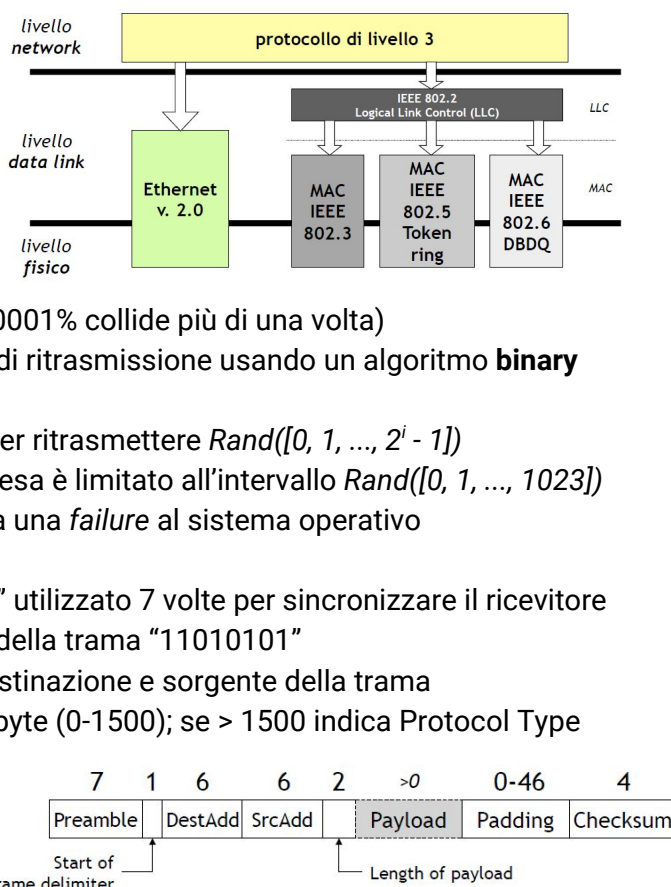 livello
network
protocollo di livello 3
IEEE 802.2
Logical Link Control (LLC)
LLC
livello
data link
Ethernet
v. 2.0
MAC
IEEE
802.3
MAC
IEEE
802.5
Token
ring
MAC
IEEE
802.6
DBDQ
MAC
livello
fisico
0001% collide più di una volta)
di ritrasmissione usando un algoritmo binary
er ritrasmettere Rand([0, 1, ..., 2^i - 1])
esa è limitato all'intervallo Rand([0, 1, ..., 1023])
a una failure al sistema operativo
” utilizzato 7 volte per sincronizzare il ricevitore
della trama “11010101”
stinazione e sorgente della trama
byte (0-1500); se > 1500 indica Protocol Type
7 1 6 6 2 >0 0-46 4
Preamble DestAdd SrcAdd Payload Padding Checksum
Start of
rame delimiter
Length of payload